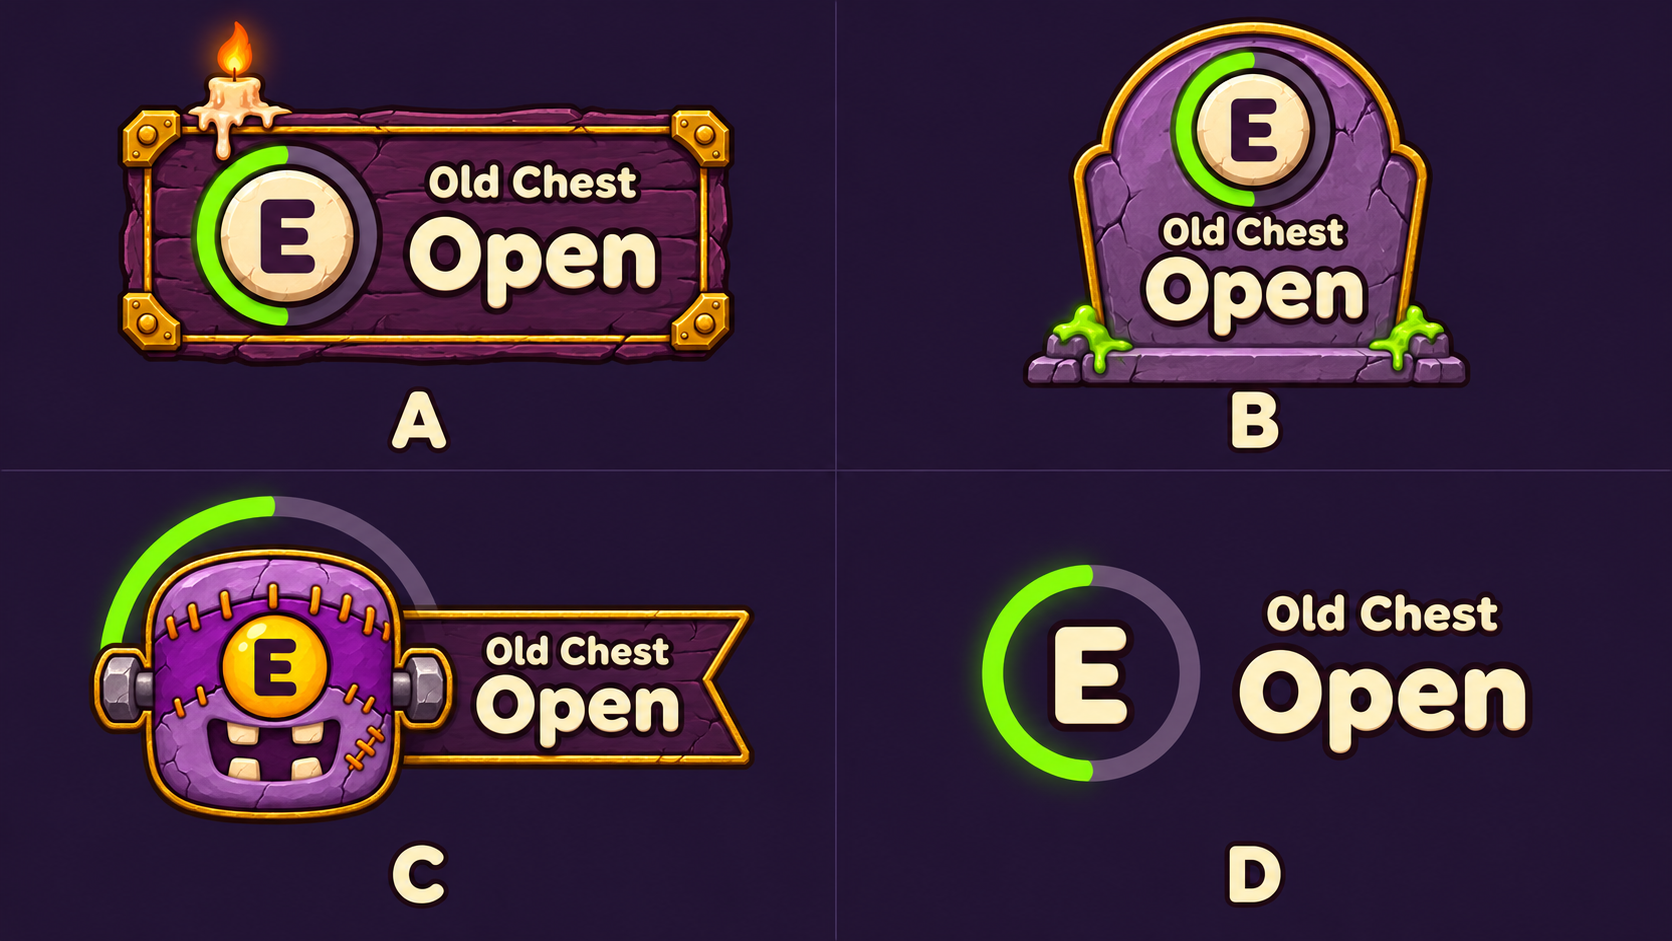 E
Old Chest
Open
A
E
Old Chest
Open
B
E
Old Chest
Open
C
E
Old Chest
Open
D